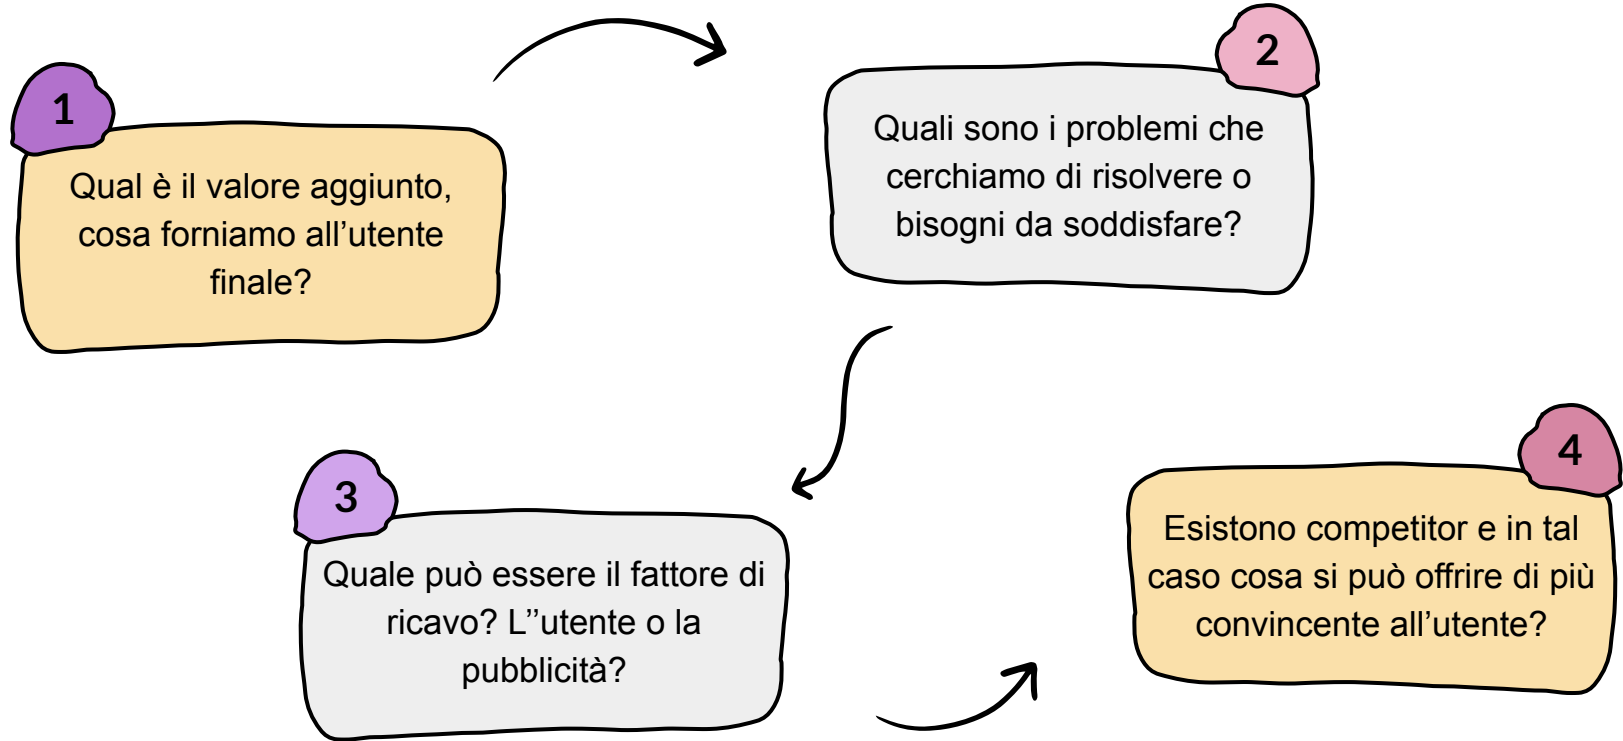 1
Qual è il valore aggiunto,
cosa forniamo all’utente
finale?
2
Quali sono i problemi che
cerchiamo di risolvere o
bisogni da soddisfare?
3
Quale può essere il fattore di
ricavo? L’’utente o la
pubblicità?
4
Esistono competitor e in tal
caso cosa si può offrire di più
convincente all’utente?